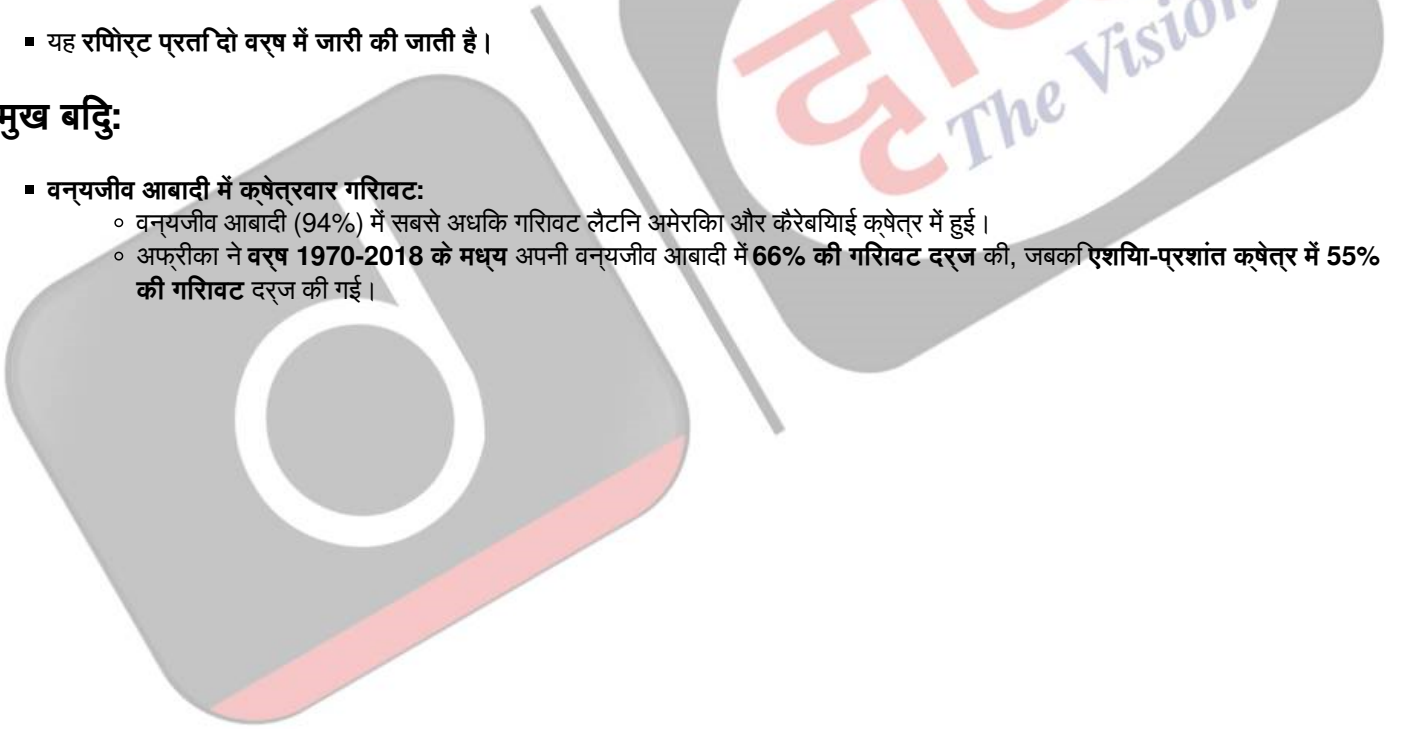 ▪ यह रिपोर्ट प्रति दो वर्ष में जारी की जाती है।
मुख बिंदु:
▪ वन्यजीव आबादी में क्षेत्रवार गिरावट:
◦ वन्यजीव आबादी (94%) में सबसे अधिक गिरावट लैटिन अमेरिका और कैरेबियाई क्षेत्र में हुई।
◦ अफ्रीका ने वर्ष 1970-2018 के मध्य अपनी वन्यजीव आबादी में 66% की गिरावट दर्ज की, जबकि एशिया-प्रशांत क्षेत्र में 55%
की गिरावट दर्ज की गई।
The Vision